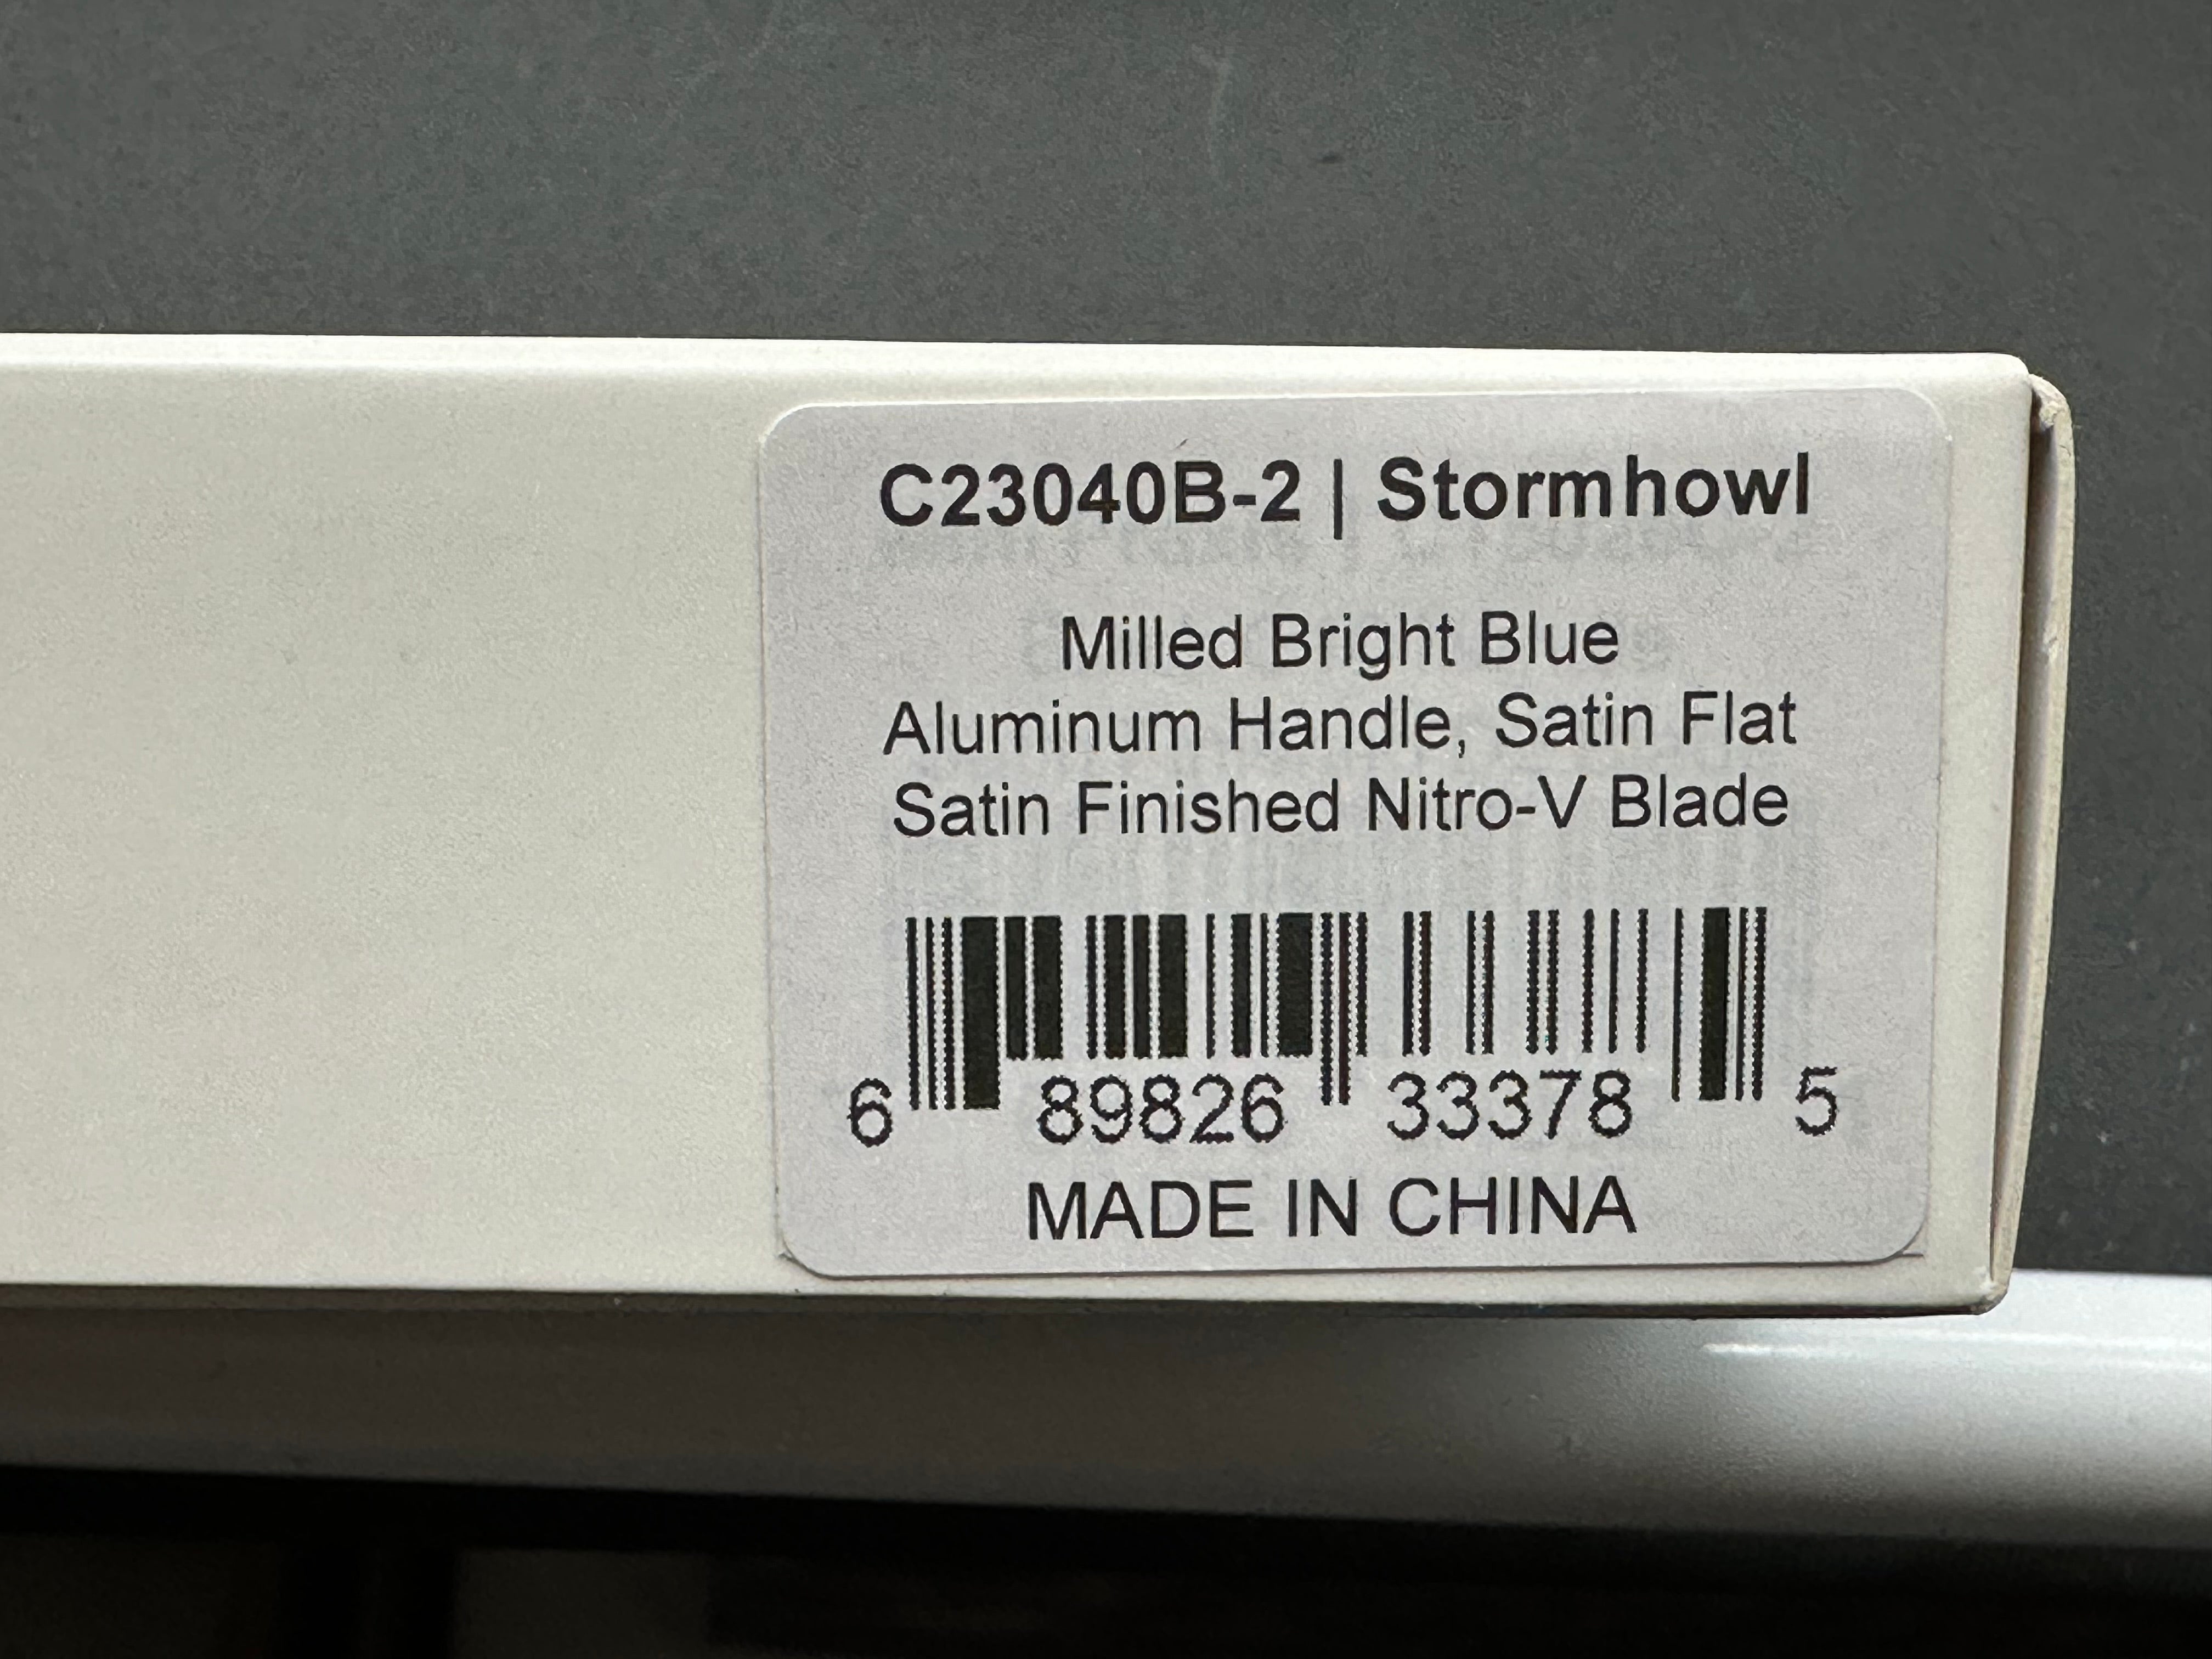 C23040B-2 | Stormhowl
Milled Bright Blue
Aluminum Handle, Satin Flat
Satin Finished Nitro-V Blade
6 89826 33378 5
MADE IN CHINA